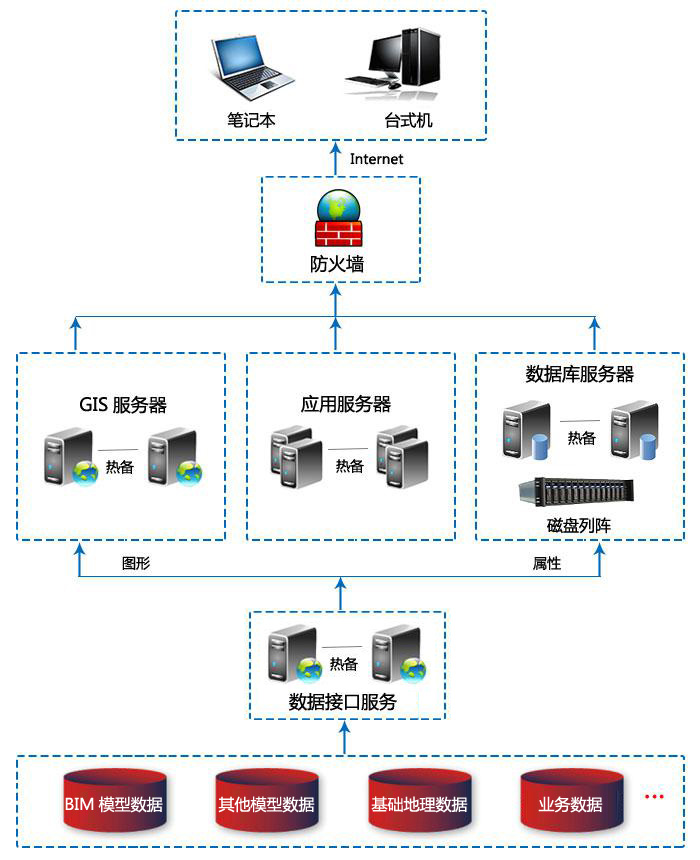 笔记本
台式机
Internet
防火墙
GIS 服务器
热备
应用服务器
热备
数据库服务器
热备
磁盘列阵
图形
属性
热备
数据接口服务
BIM 模型数据
其他模型数据
基础地理数据
业务数据
...